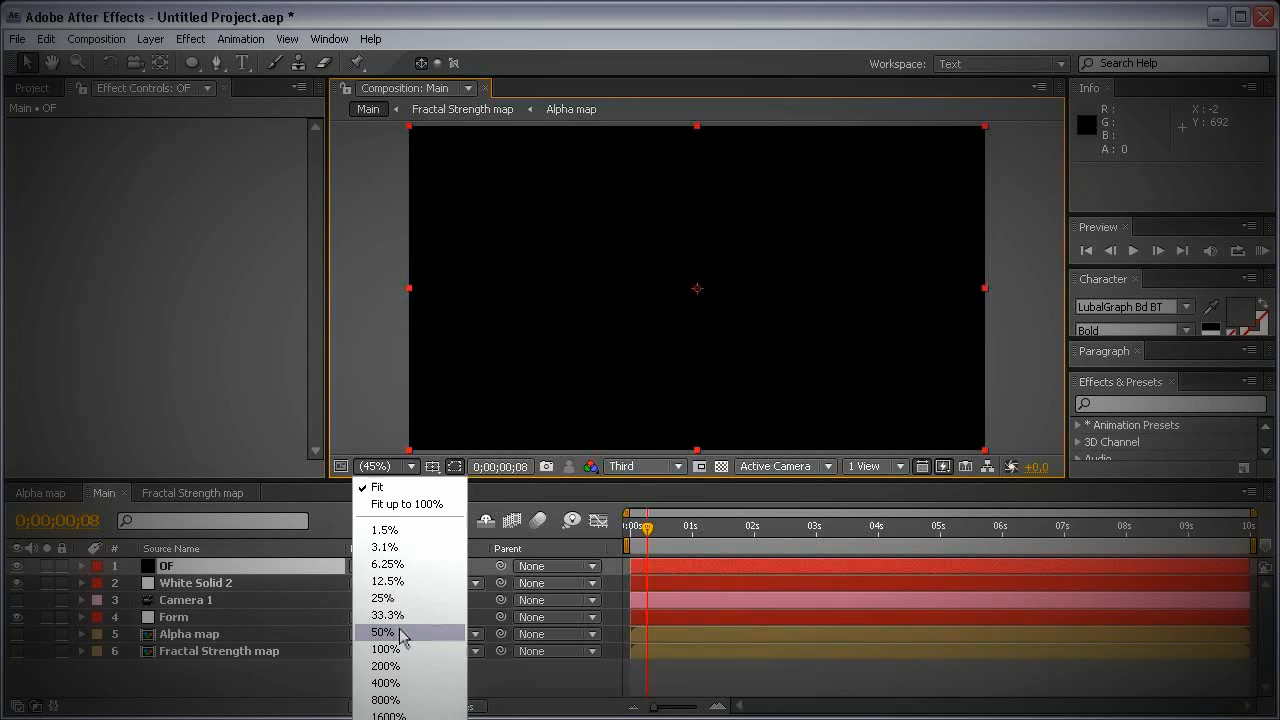 Adobe After Effects - Untitled Project.aep *
File Edit Composition Layer Effect Animation View Window Help
Workspace: Text Search Help
Project Effect Controls: OF
Main • OF
Composition: Main
Main Fractal Strength map Alpha map
Info
R:
G:
B:
A: 0
X: -2
Y: 692
Preview
Character
LubalGraph Bd BT
Bold
Paragraph
Effects & Presets
* Animation Presets
3D Channel
Audio
(45%) 0;00;00;08 Third Active Camera 1 View +0.0
Fit
Fit up to 100%
1.5%
3.1%
6.25%
12.5%
25%
33.3%
50%
100%
200%
400%
800%
1600%
Alpha map Main Fractal Strength map
0;00;00;08
:00s 01s 02s 03s 04s 05s 06s 07s 08s 09s 10s
# Source Name Parent
1 OF None
2 White Solid 2 None
3 Camera 1 None
4 Form None
5 Alpha map None
6 Fractal Strength map None